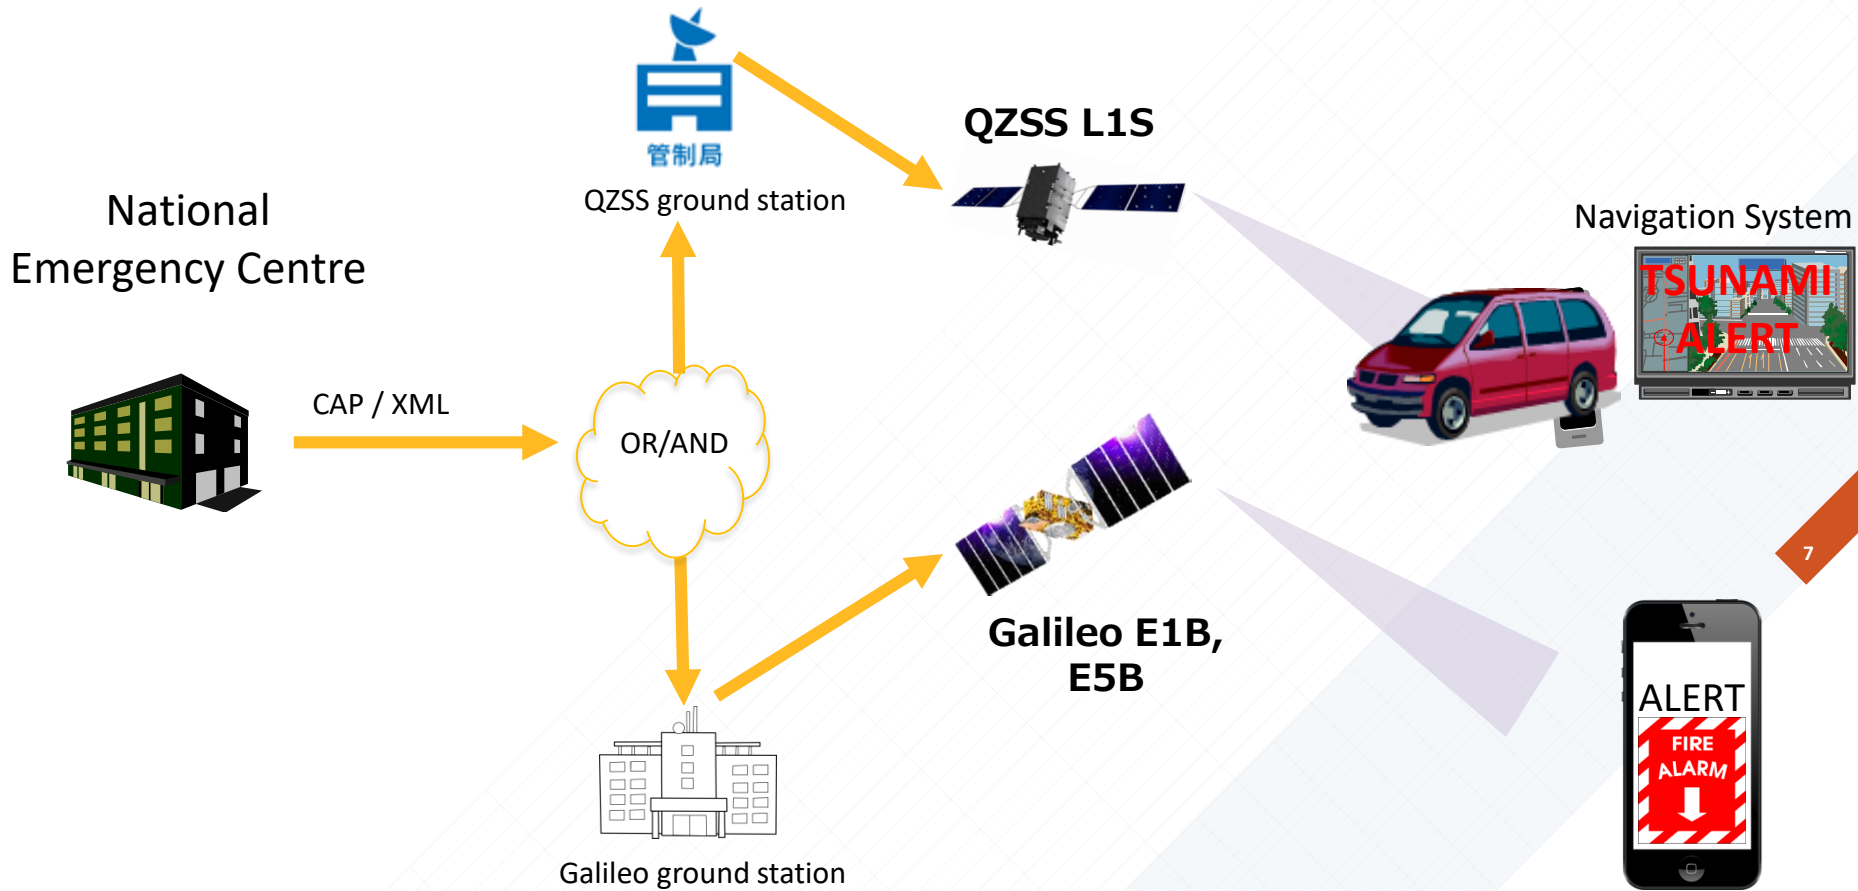 National
Emergency Centre
CAP / XML
管制局
QZSS ground station
OR/AND
Galileo ground station
QZSS L1S
Galileo E1B,
E5B
Navigation System
TSUNAMI
ALERT
7
ALERT
FIRE
ALARM